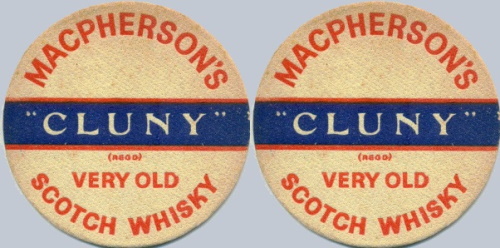 MACPHERSON'S
"CLUNY"
(REGD)
VERY OLD
SCOTCH WHISKY
MACPHERSON'S
"CLUNY"
(REGD)
VERY OLD
SCOTCH WHISKY